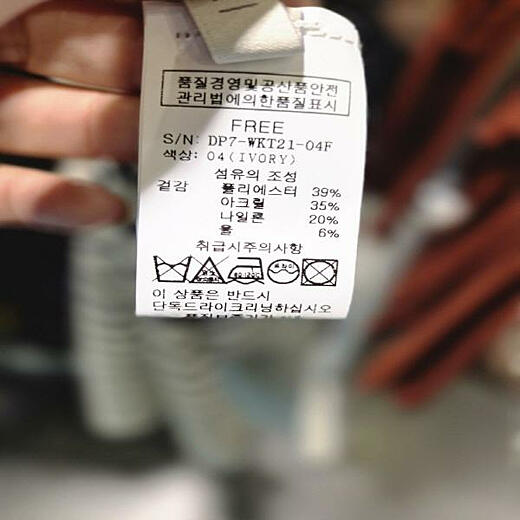 품질경영및공산품안전
관리법에의한품질표시
FREE
S/N: DP7-WKT21-04F
색상: 04(IVORY)
섬유의 조성
겉감 폴리에스터 39%
아크릴 35%
나일론 20%
울 6%
취급시주의사항
이 상품은 반드시
단독드라이크리닝하십시오